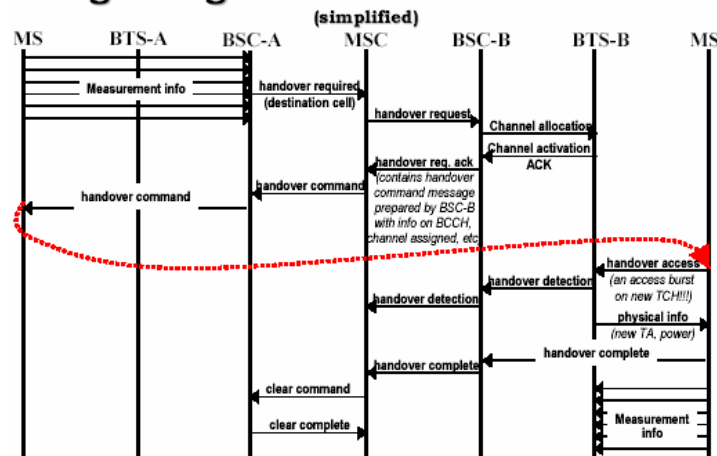 (simplified)
MS BTS-A BSC-A MSC BSC-B BTS-B MS
Measurement info
handover required
(destination cell)
handover request
Channel allocation
Channel activation
ACK
handover req. ack
(contains handover
command message
prepared by BSC-B
with info on BCCH,
channel assigned, etc
handover command
handover command
handover access
(an access burst
on new TCH!!!)
handover detection
handover detection
physical info
(new TA, power)
handover complete
handover complete
clear command
clear complete
Measurement
info